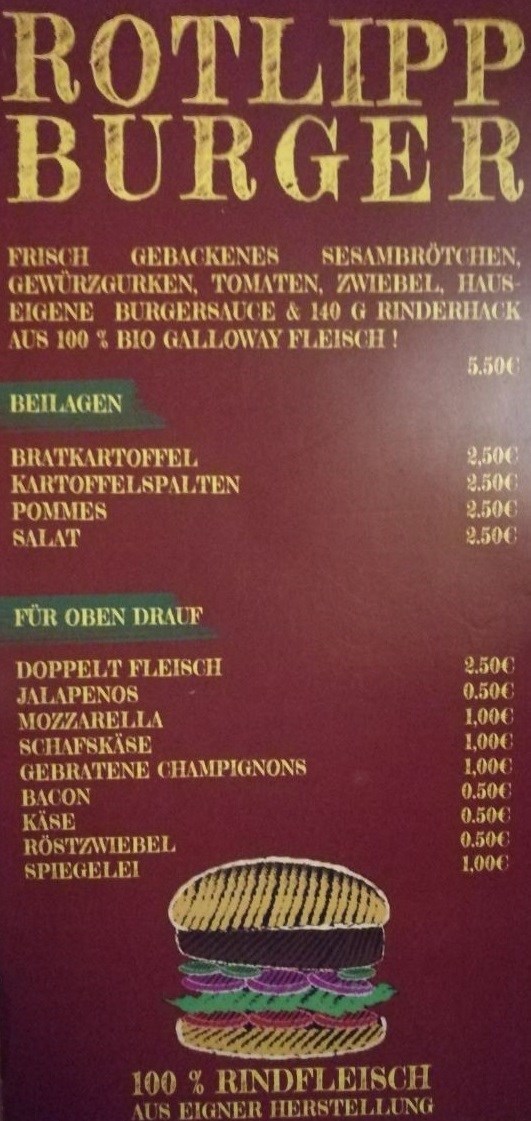 ROTLIPP
BURGER
FRISCH GEBACKENES SESAMBRÖTCHEN,
GEWÜRZGURKEN, TOMATEN, ZWIEBEL, HAUS-
EIGENE BURGERSAUCE & 140 G RINDERHACK
AUS 100 % BIO GALLOWAY FLEISCH !
5.50€
BEILAGEN
BRATKARTOFFEL 2,50€
KARTOFFELSPALTEN 2.50€
POMMES 2.50€
SALAT 2.50€
FÜR OBEN DRAUF
DOPPELT FLEISCH 2.50€
JALAPENOS 0.50€
MOZZARELLA 1,00€
SCHAFSKÄSE 1,00€
GEBRATENE CHAMPIGNONS 1,00€
BACON 0.50€
KÄSE 0.50€
RÖSTZWIEBEL 0.50€
SPIEGELEI 1,00€
100 % RINDFLEISCH
AUS EIGNER HERSTELLUNG